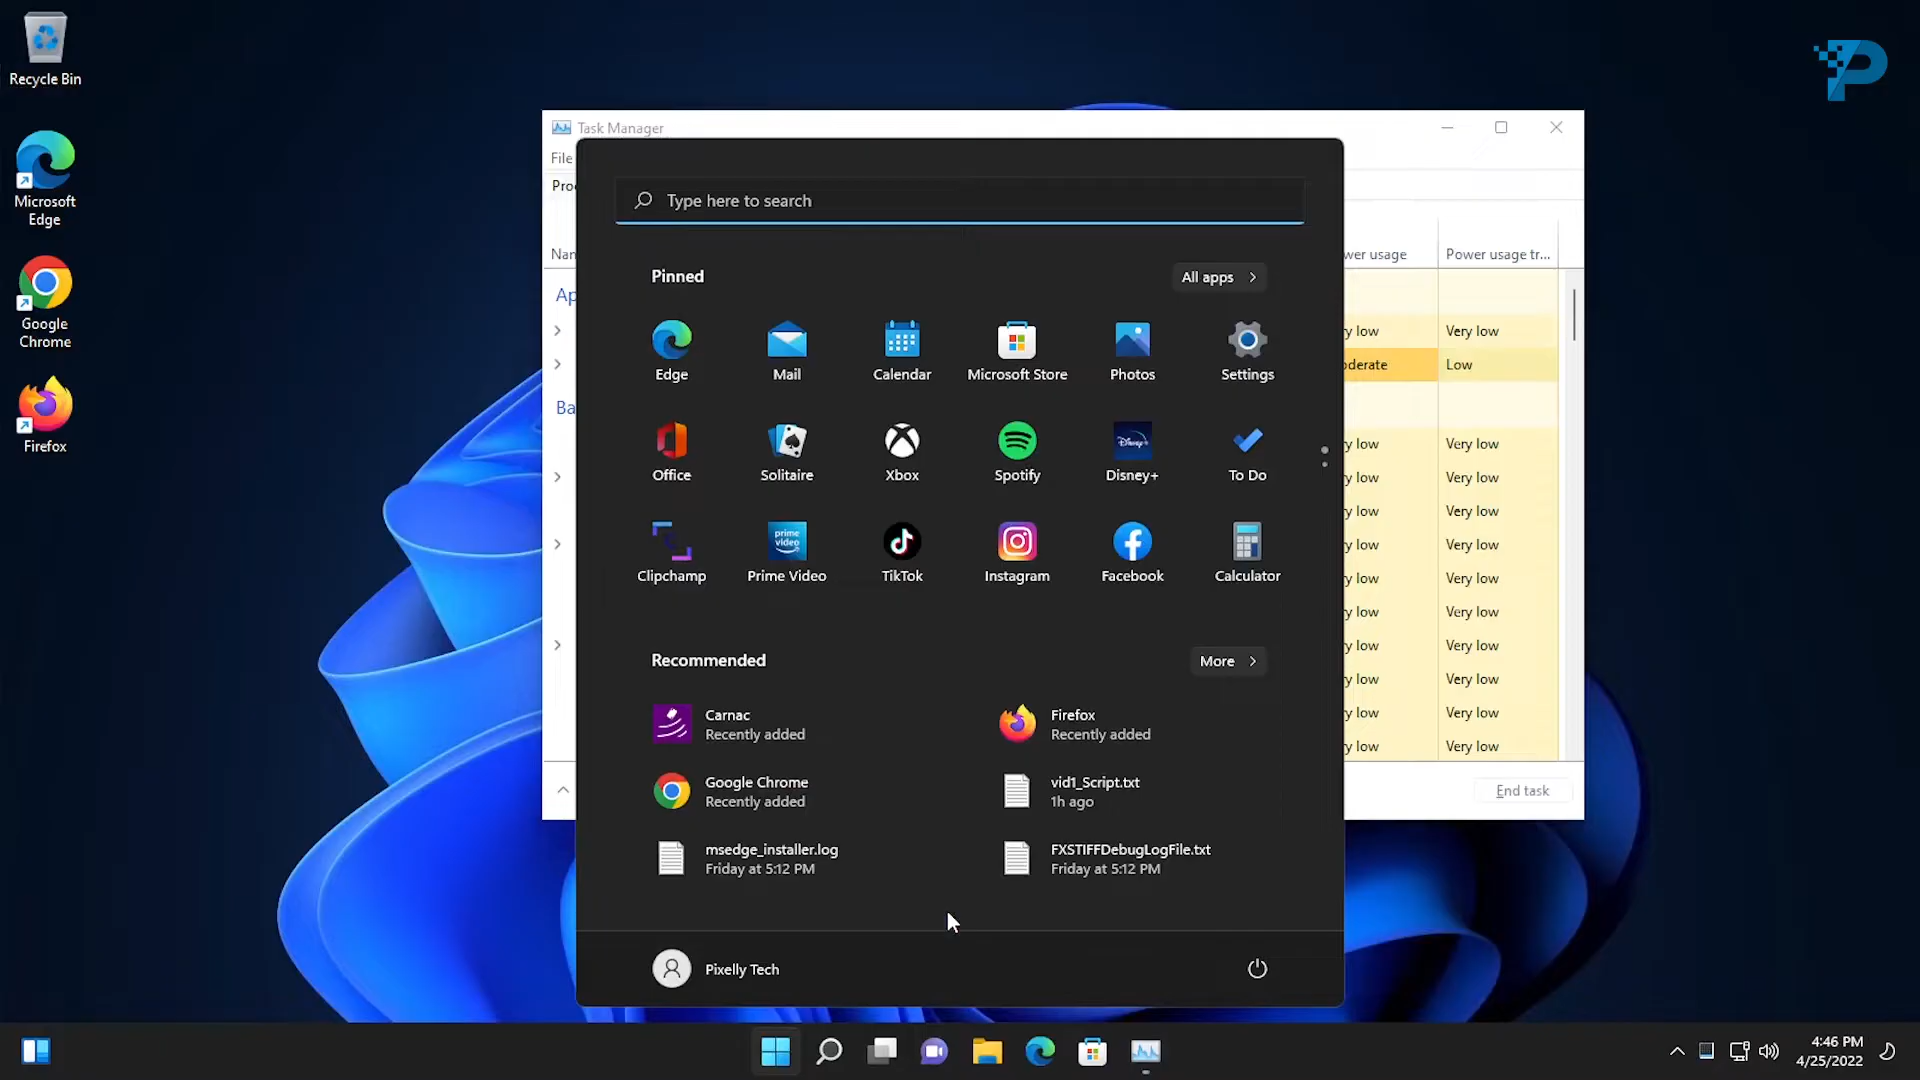 Recycle Bin
Microsoft
Edge
Google
Chrome
Firefox
Task Manager
File
Type here to search
Pinned
All apps
Edge
Mail
Calendar
Microsoft Store
Photos
Settings
Office
Solitaire
Xbox
Spotify
Disney+
Disney+
To Do
Clipchamp
prime
video
Prime Video
TikTok
Instagram
Facebook
Calculator
Recommended
More
Carnac
Recently added
Firefox
Recently added
Google Chrome
Recently added
vid1_Script.txt
1h ago
msedge_installer.log
Friday at 5:12 PM
FXSTIFFDebugLogFile.txt
Friday at 5:12 PM
Pixelly Tech
usage
Power usage tr...
low
Very low
Low
low
Very low
low
Very low
low
Very low
low
Very low
low
Very low
low
Very low
low
Very low
low
Very low
low
Very low
low
Very low
End task
4:46 PM
4/25/2022